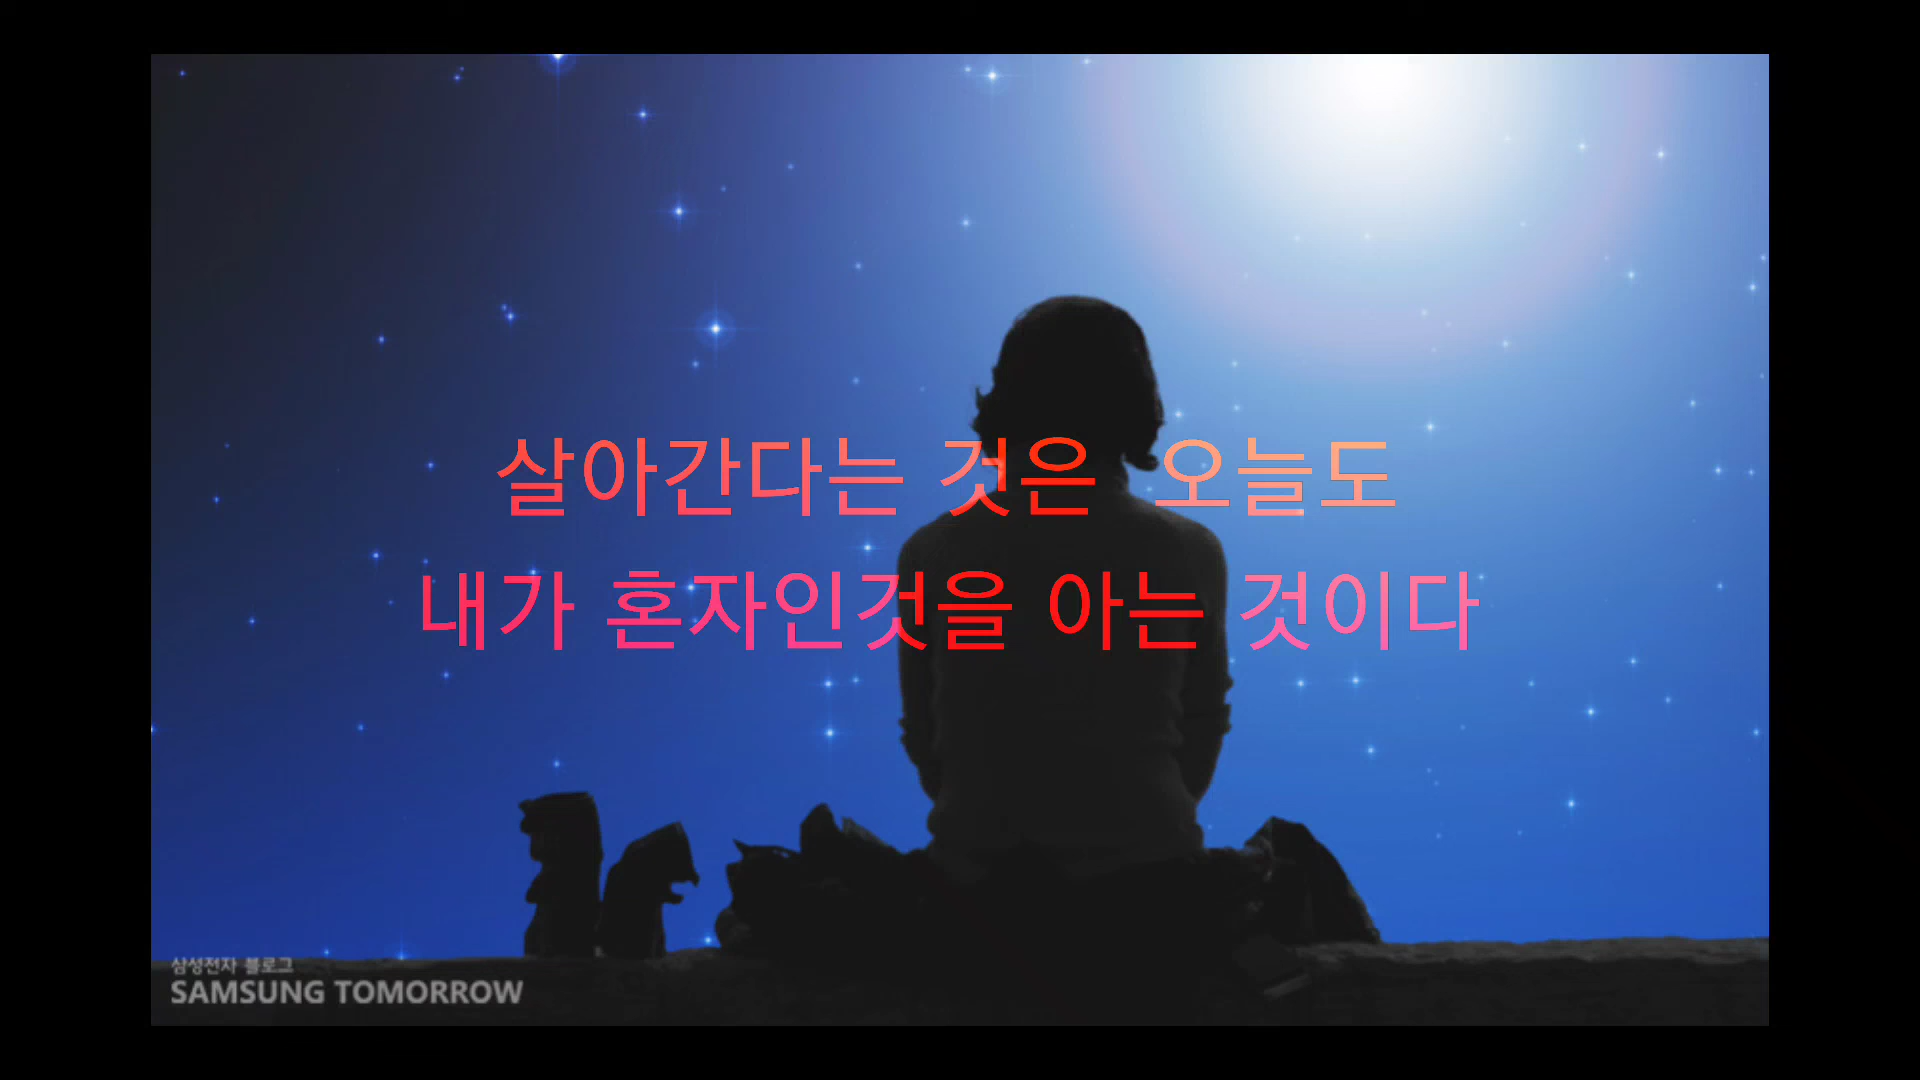 살아간다는 것은 오늘도
내가 혼자인것을 아는 것이다
삼성전자 블로그
SAMSUNG TOMORROW